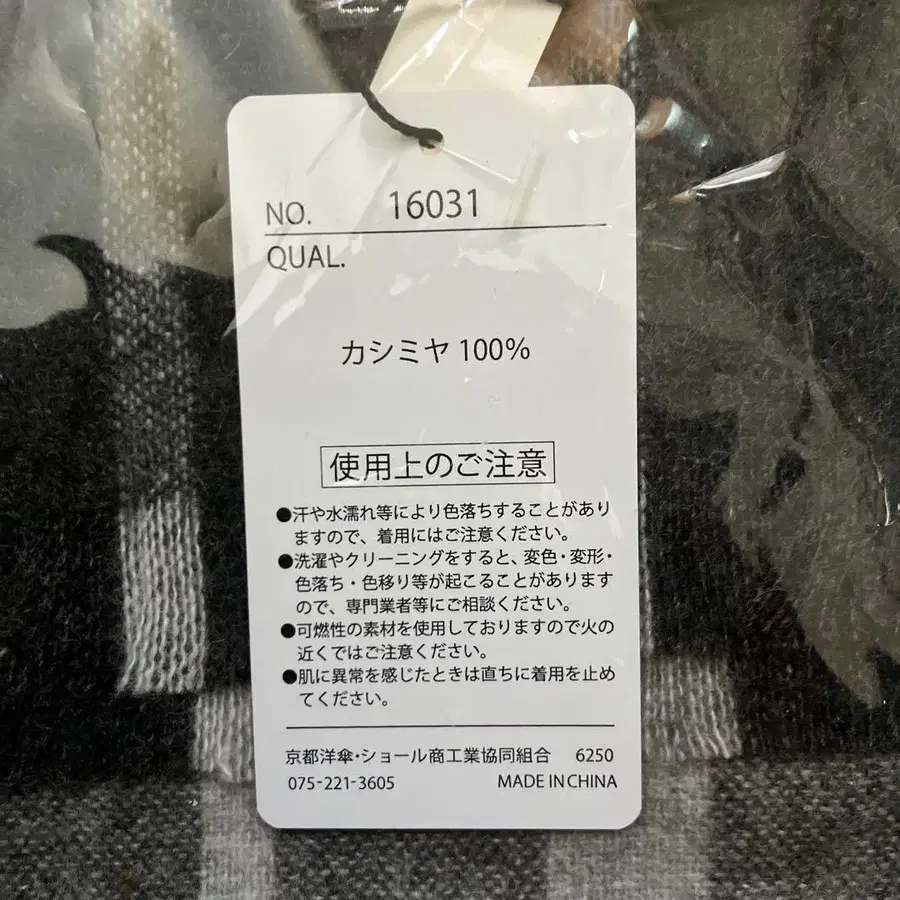 NO. 16031
QUAL.
カシミヤ 100%
使用上のご注意
●汗や水濡れ等により色落ちすることがあり
ますので、着用にはご注意ください。
●洗濯やクリーニングをすると、変色・変形・
色落ち・色移り等が起こることがあります
ので、専門業者等にご相談ください。
●可燃性の素材を使用しておりますので火の
近くではご注意ください。
●肌に異常を感じたときは直ちに着用を止め
てください。
京都洋傘・ショール商工業協同組合 6250
075-221-3605 MADE IN CHINA